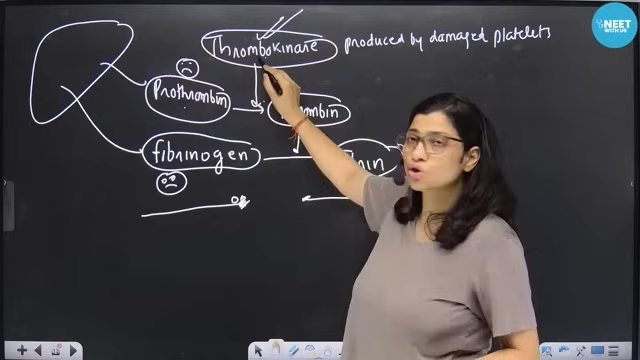 Thrombokinase produced by damaged platelets
Prothrombin
fibrinogen
NEET
WITH US